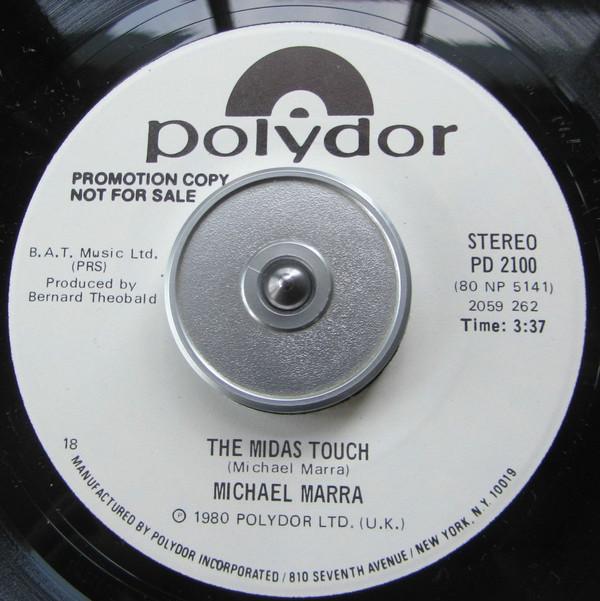 polydor
PROMOTION COPY
NOT FOR SALE
B.A.T. Music Ltd.
(PRS)
Produced by
Bernard Theobald
STEREO
PD 2100
(80 NP 5141)
2059 262
Time: 3:37
18
THE MIDAS TOUCH
(Michael Marra)
MICHAEL MARRA
Ⓟ 1980 POLYDOR LTD. (U.K.)
MANUFACTURED BY POLYDOR INCORPORATED / 810 SEVENTH AVENUE / NEW YORK, N.Y. 10019